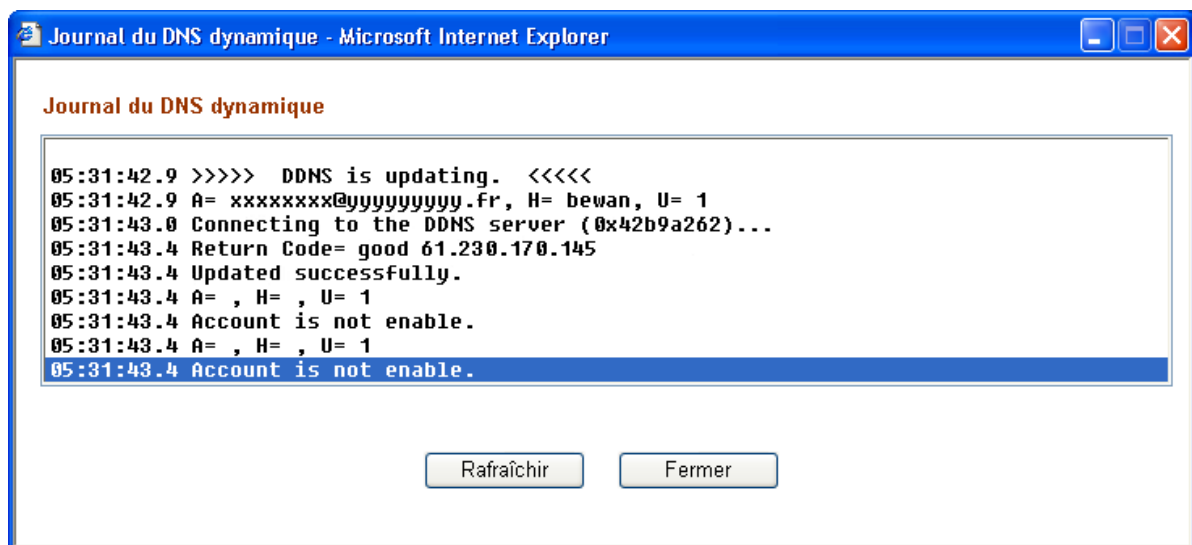 Journal du DNS dynamique - Microsoft Internet Explorer
Journal du DNS dynamique
05:31:42.9 >>>>>  DDNS is updating.  <<<<<
05:31:42.9 A= xxxxxxxx@yyyyyyyyy.fr, H= bewan, U= 1
05:31:43.0 Connecting to the DDNS server (0x42b9a262)...
05:31:43.4 Return Code= good 61.230.170.145
05:31:43.4 Updated successfully.
05:31:43.4 A= , H= , U= 1
05:31:43.4 Account is not enable.
05:31:43.4 A= , H= , U= 1
05:31:43.4 Account is not enable.
Rafraîchir
Fermer